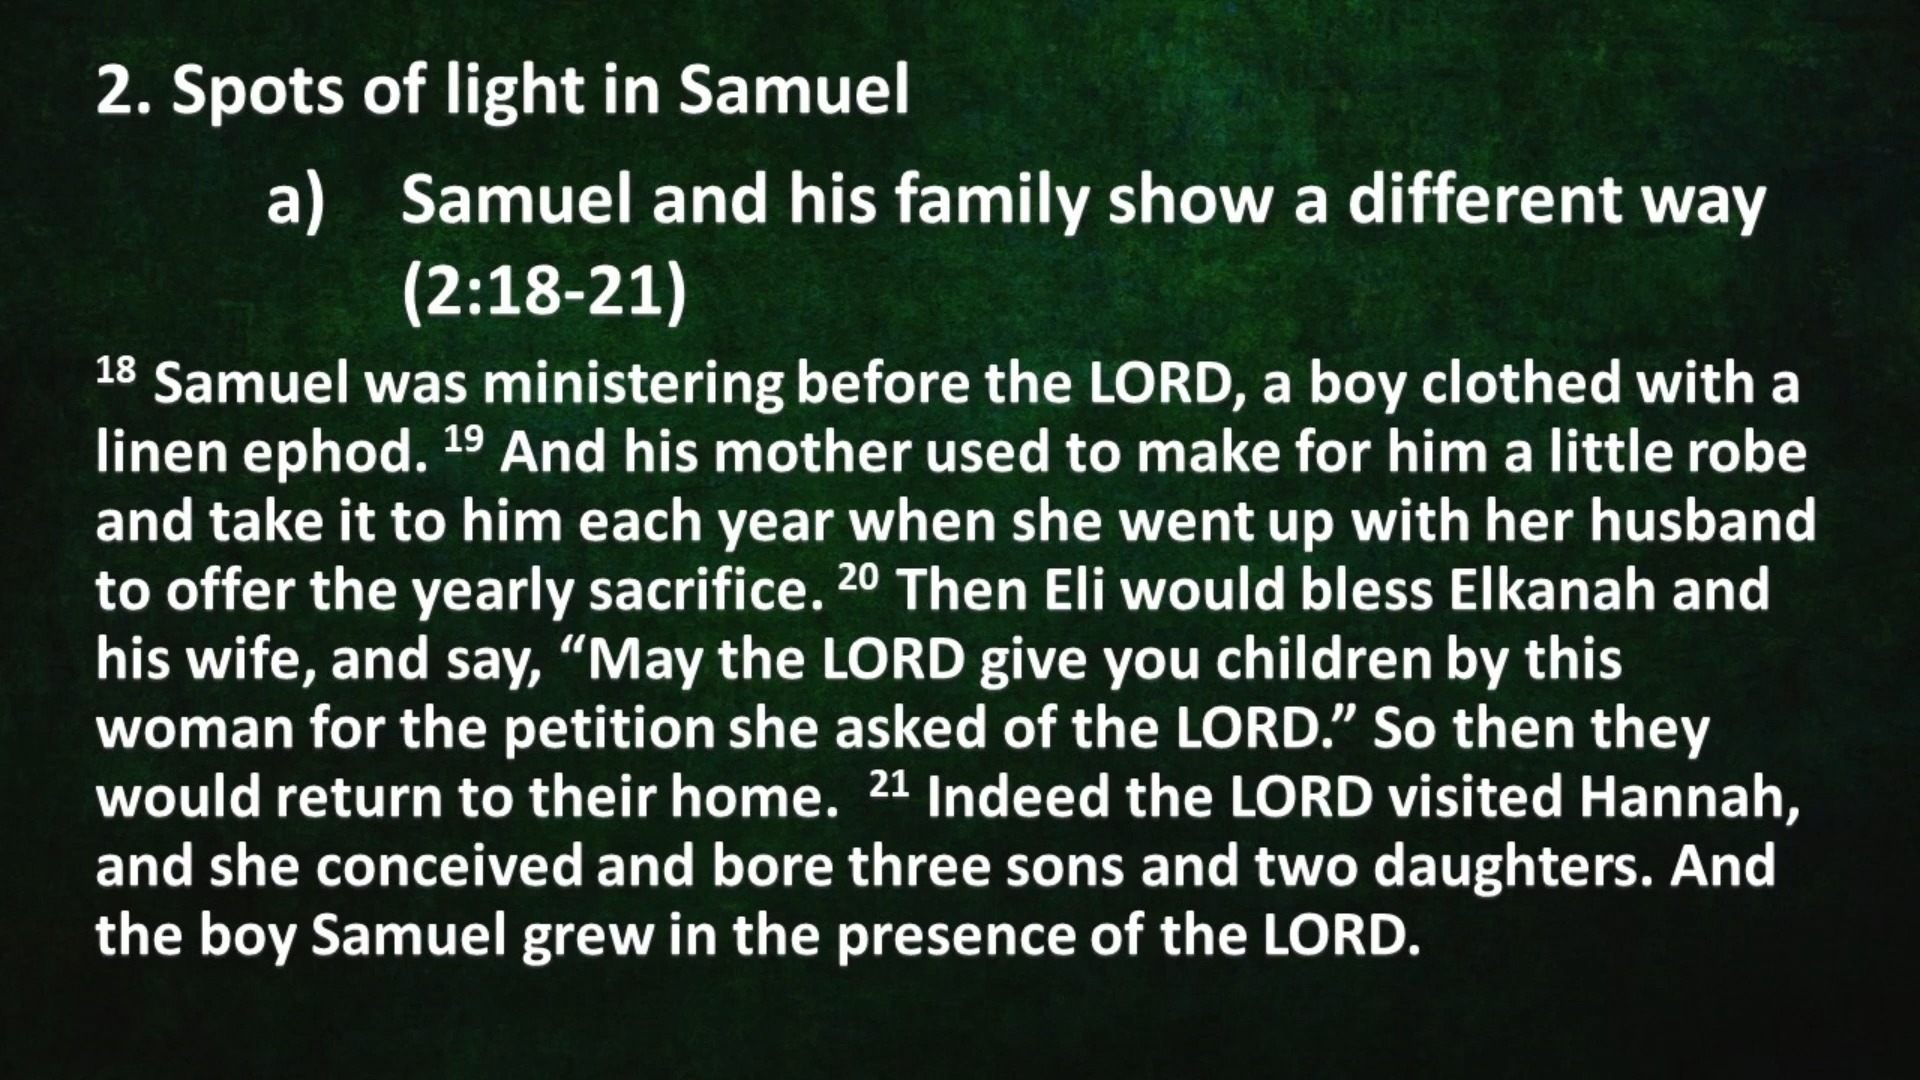 2. Spots of light in Samuel
a) Samuel and his family show a different way
(2:18-21)
18 Samuel was ministering before the LORD, a boy clothed with a
linen ephod. 19 And his mother used to make for him a little robe
and take it to him each year when she went up with her husband
to offer the yearly sacrifice. 20 Then Eli would bless Elkanah and
his wife, and say, “May the LORD give you children by this
woman for the petition she asked of the LORD.” So then they
would return to their home. 21 Indeed the LORD visited Hannah,
and she conceived and bore three sons and two daughters. And
the boy Samuel grew in the presence of the LORD.